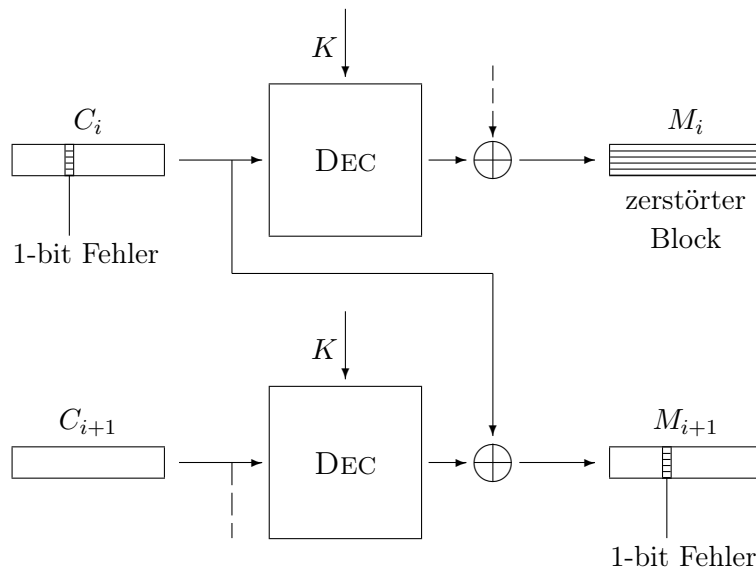 K
C_i
DEC
M_i
zerstörter
Block
1-bit Fehler
K
C_{i+1}
DEC
M_{i+1}
1-bit Fehler